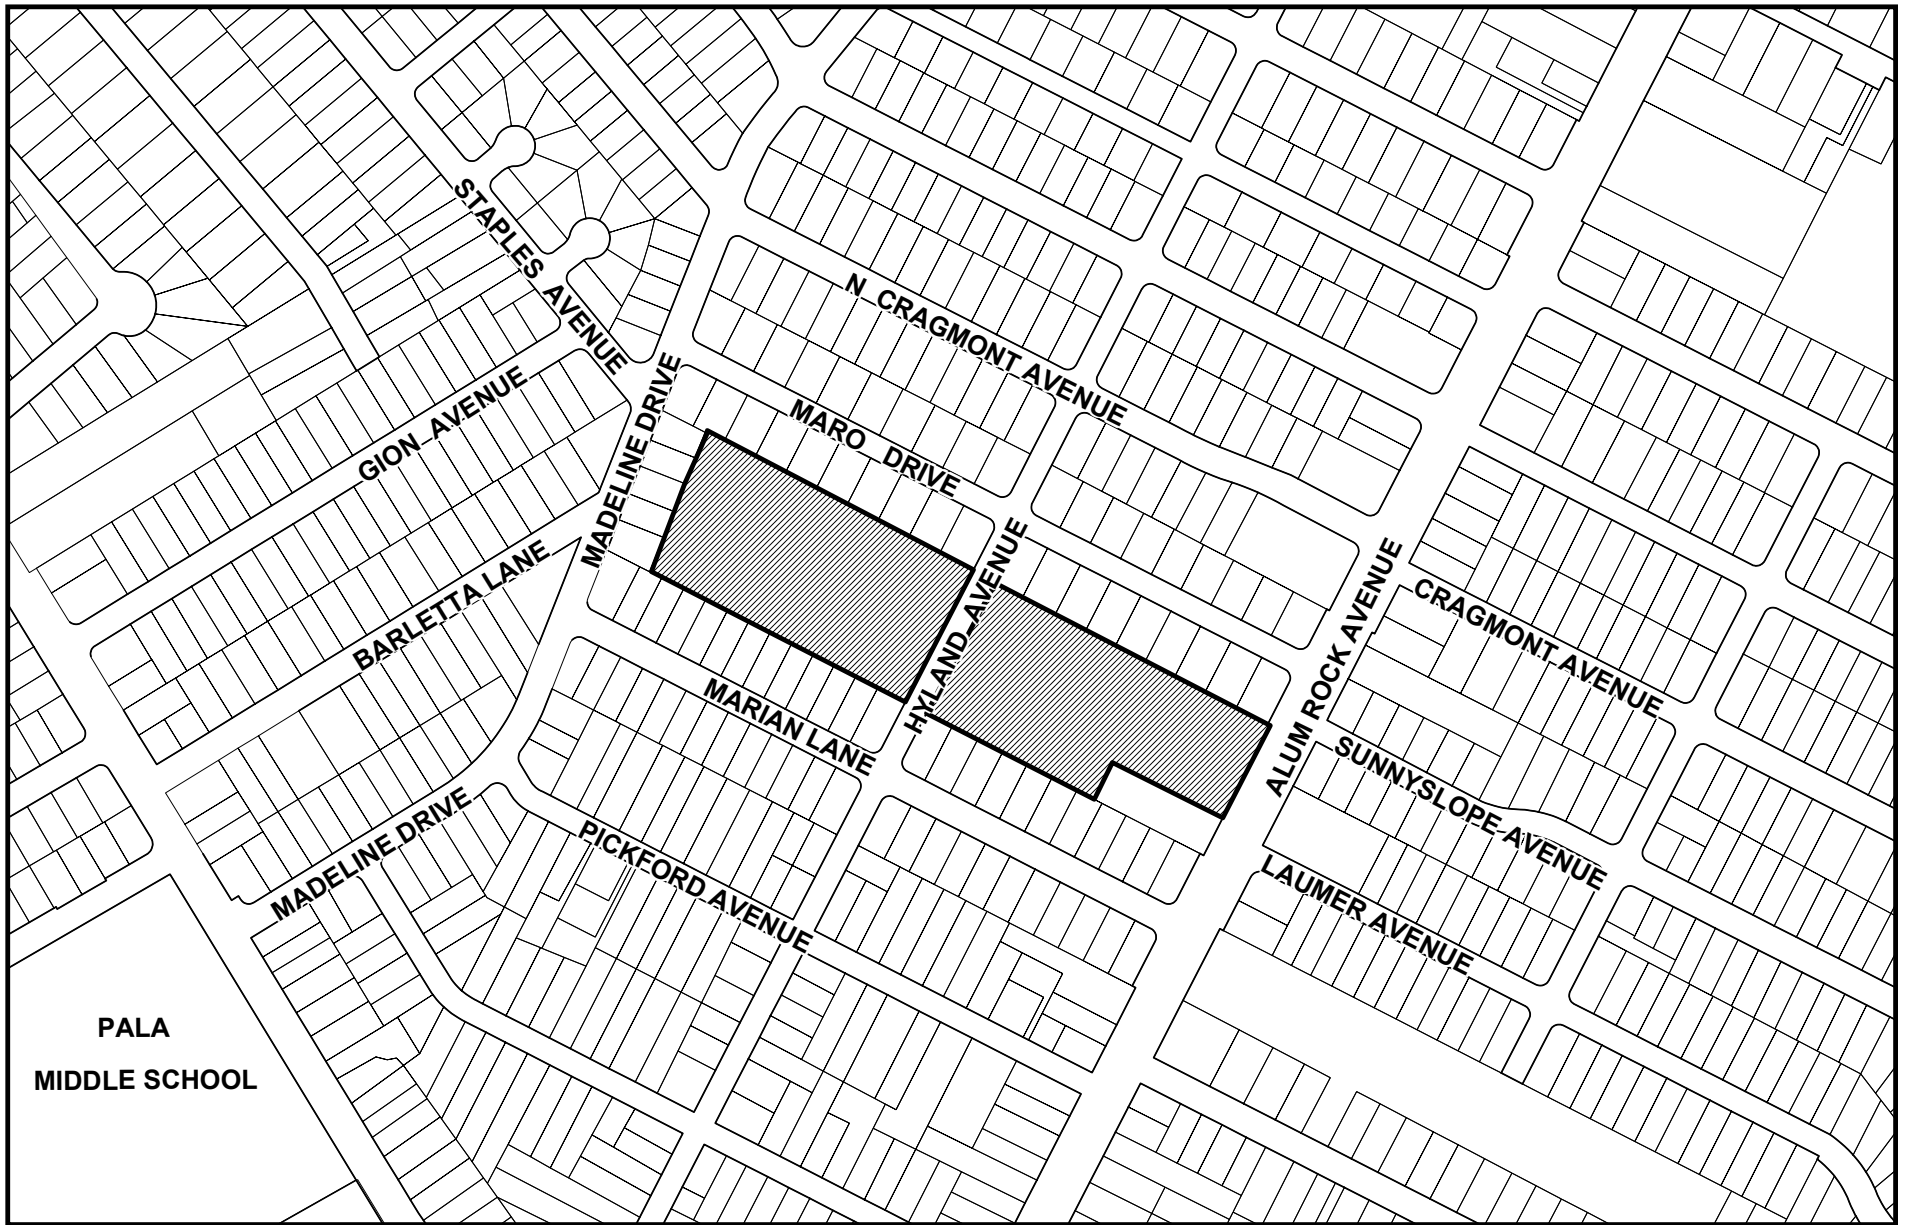 STAPLES AVENUE
N CRAGMONT AVENUE
MADELINE DRIVE
GION AVENUE
MARO DRIVE
BARLETTA LANE
HYLAND AVENUE
ALUM ROCK AVENUE
CRAGMONT AVENUE
MARIAN LANE
SUNNYSLOPE AVENUE
MADELINE DRIVE
PICKFORD AVENUE
LAUMER AVENUE
PALA
MIDDLE SCHOOL